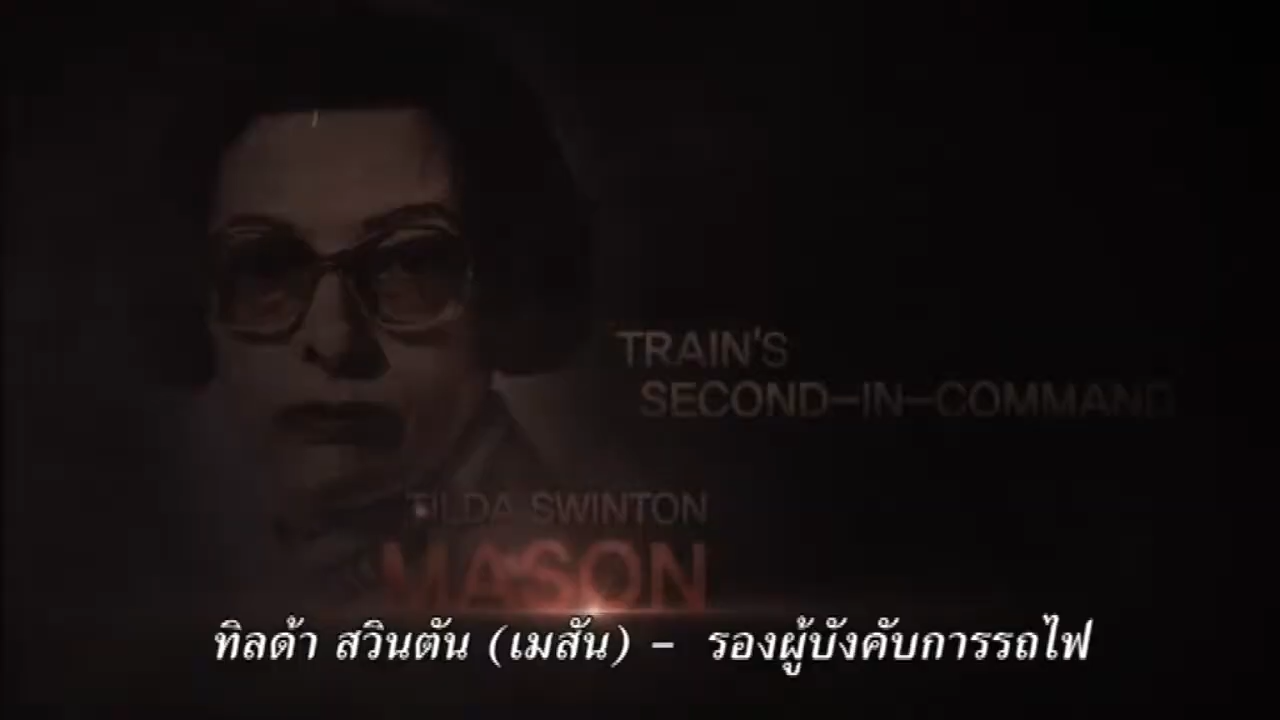 TRAIN'S
SECOND-IN-COMMAND
TILDA SWINTON
MASON
ทิลด้า สวินตัน (เมสัน) - รองผู้บังคับการรถไฟ